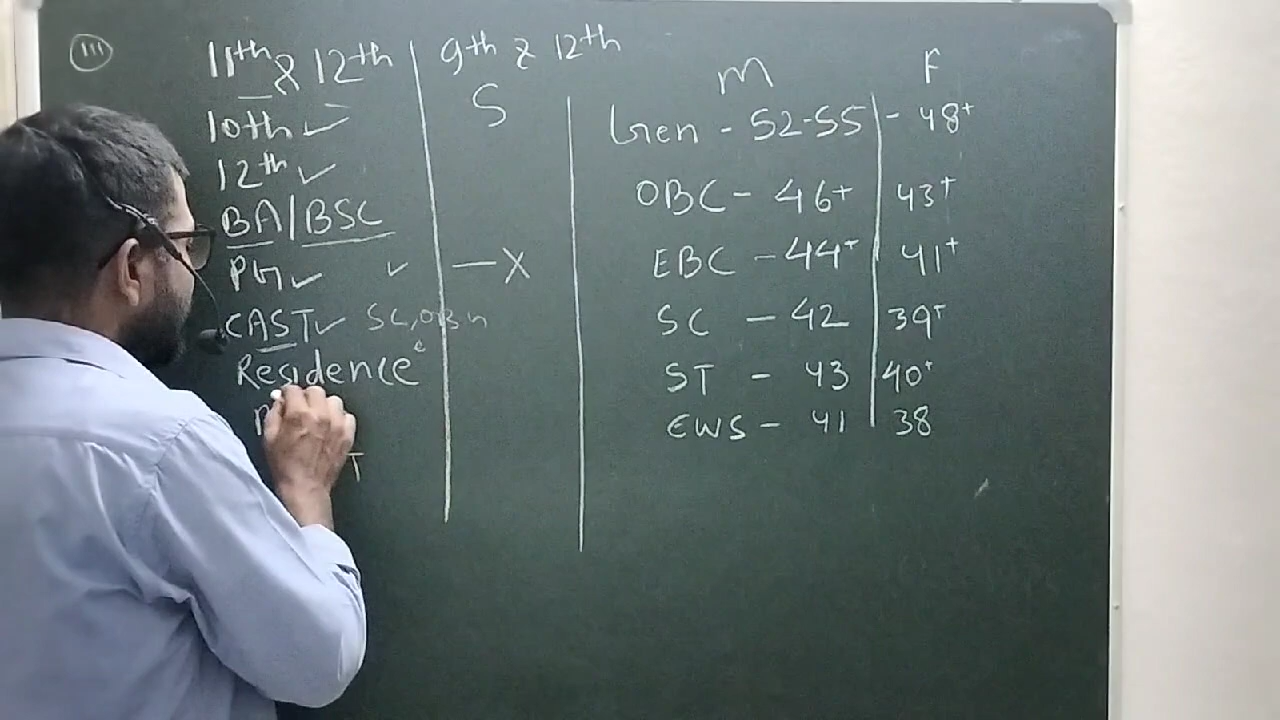 111
11th & 12th
10th ✓
12th ✓
BA/BSC
PG ✓ ✓
CAST ✓ SC, OBC
Residence
T
9th & 12th
S
— X
M F
Gen - 52-55 - 48+
OBC - 46+ 43+
EBC - 44+ 41+
SC - 42 39+
ST - 43 40+
EWS - 41 38